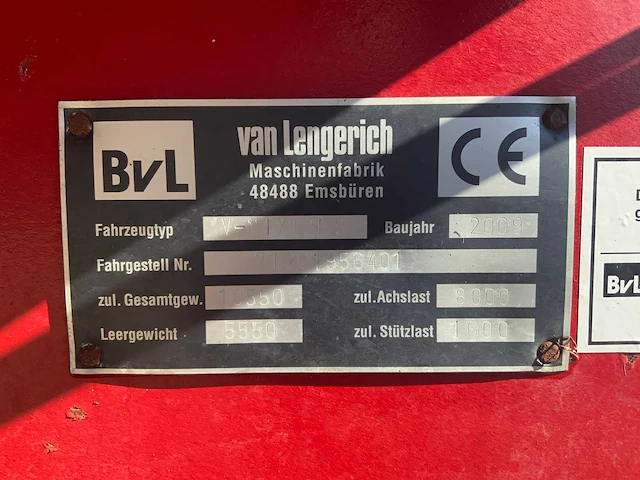 BvL
van Lengerich
Maschinenfabrik
48488 Emsbüren
CE
Fahrzeugtyp
Baujahr 2009
Fahrgestell Nr.
zul. Gesamtgew.
zul. Achslast 8000
Leergewicht 5550
zul. Stützlast
BvL